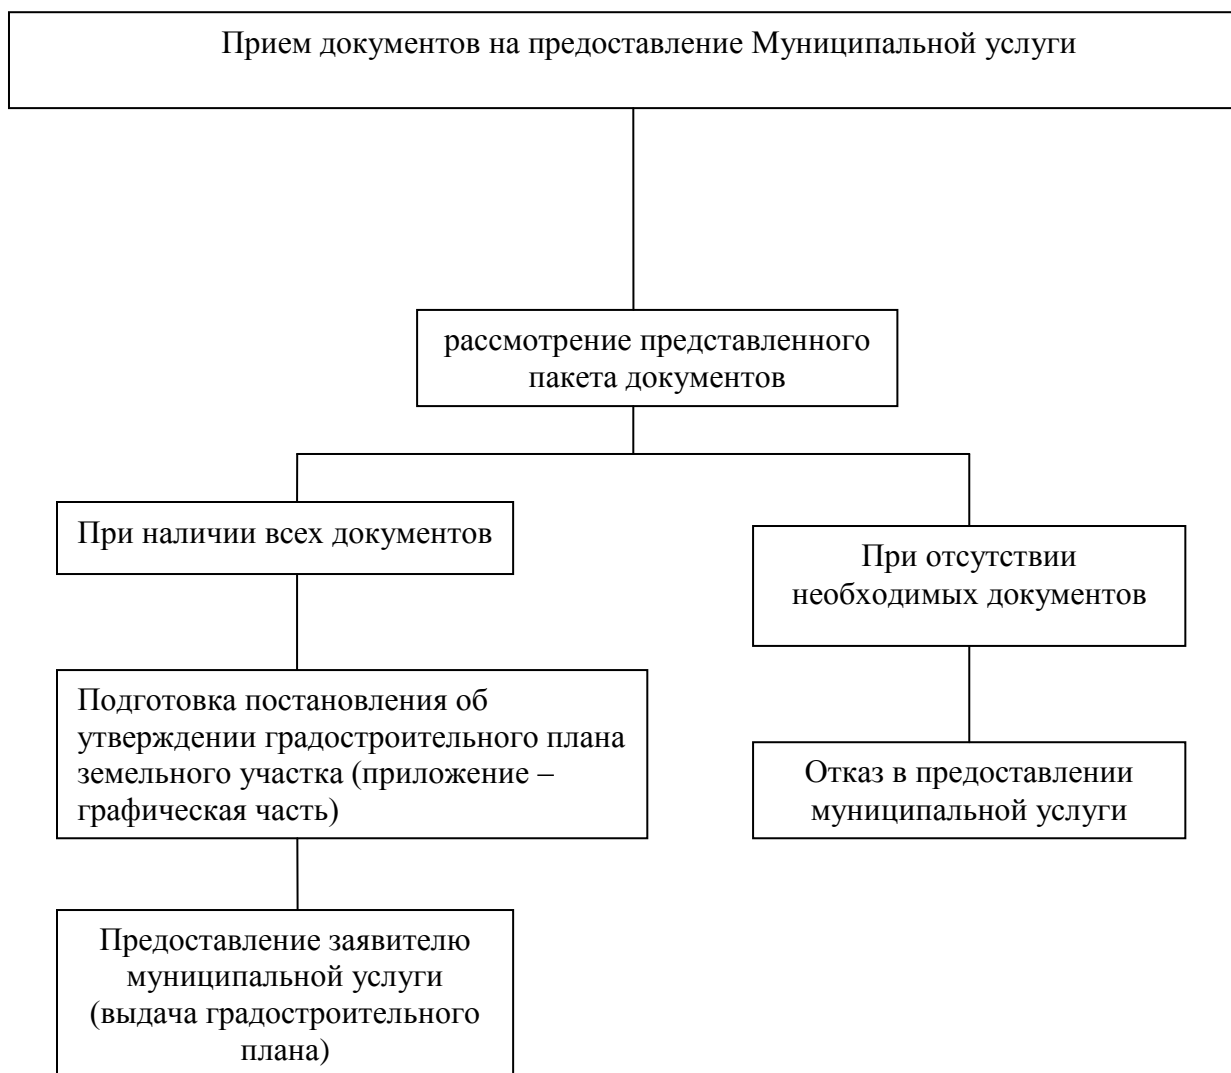 Прием документов на предоставление Муниципальной услуги
рассмотрение представленного
пакета документов
При наличии всех документов
При отсутствии
необходимых документов
Подготовка постановления об
утверждении градостроительного плана
земельного участка (приложение –
графическая часть)
Отказ в предоставлении
муниципальной услуги
Предоставление заявителю
муниципальной услуги
(выдача градостроительного
плана)